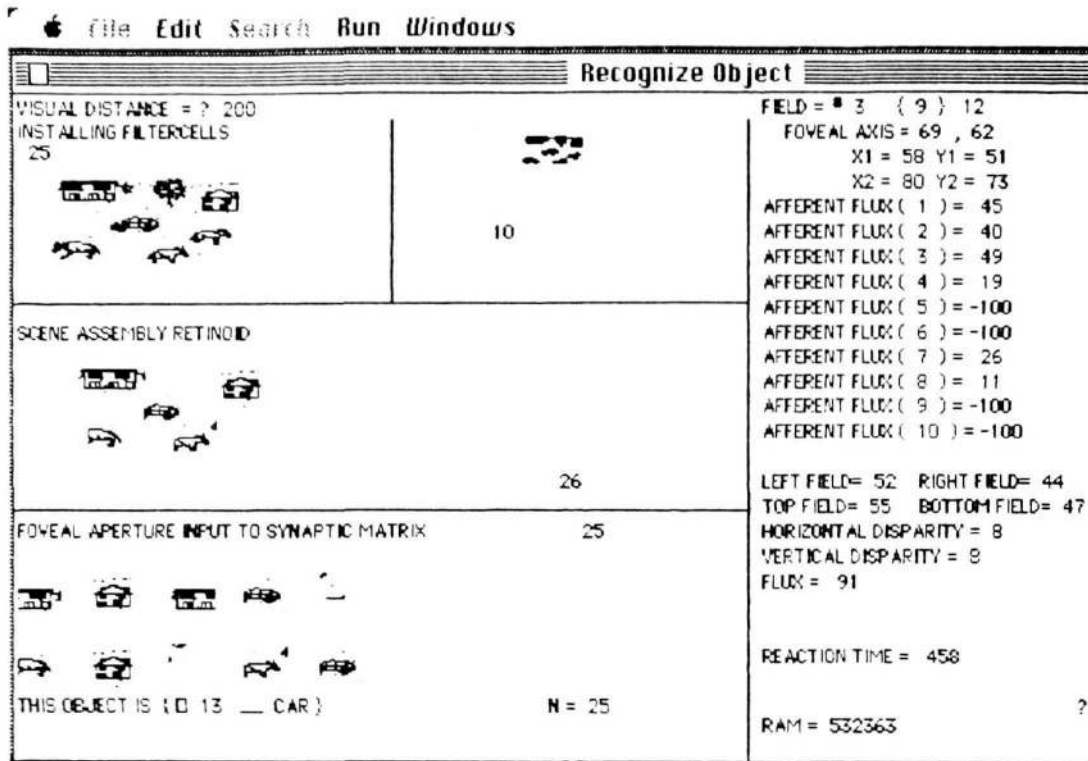 File Edit Search Run Windows
Recognize Object
VISUAL DISTANCE = ? 200
INSTALLING FILTERCELLS
25
10
SCENE ASSEMBLY RETINOID
26
FOVEAL APERTURE INPUT TO SYNAPTIC MATRIX 25
THIS OBJECT IS { 13 __ CAR } N = 25
FIELD = # 3 { 9 } 12
FOVEAL AXIS = 69 , 62
X1 = 58 Y1 = 51
X2 = 80 Y2 = 73
AFFERENT FLUX ( 1 ) = 45
AFFERENT FLUX ( 2 ) = 40
AFFERENT FLUX ( 3 ) = 49
AFFERENT FLUX ( 4 ) = 19
AFFERENT FLUX ( 5 ) = -100
AFFERENT FLUX ( 6 ) = -100
AFFERENT FLUX ( 7 ) = 26
AFFERENT FLUX ( 8 ) = 11
AFFERENT FLUX ( 9 ) = -100
AFFERENT FLUX ( 10 ) = -100
LEFT FIELD= 52 RIGHT FIELD= 44
TOP FIELD= 55 BOTTOM FIELD= 47
HORIZONTAL DISPARITY = 8
VERTICAL DISPARITY = 8
FLUX = 91
REACTION TIME = 458
?
RAM = 532363